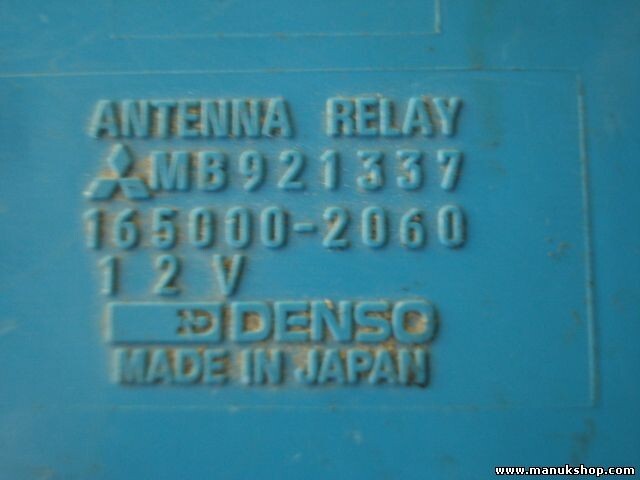 ANTENNA RELAY
MB921337
165000-2060
12V
DENSO
MADE IN JAPAN
www.manukshop.com